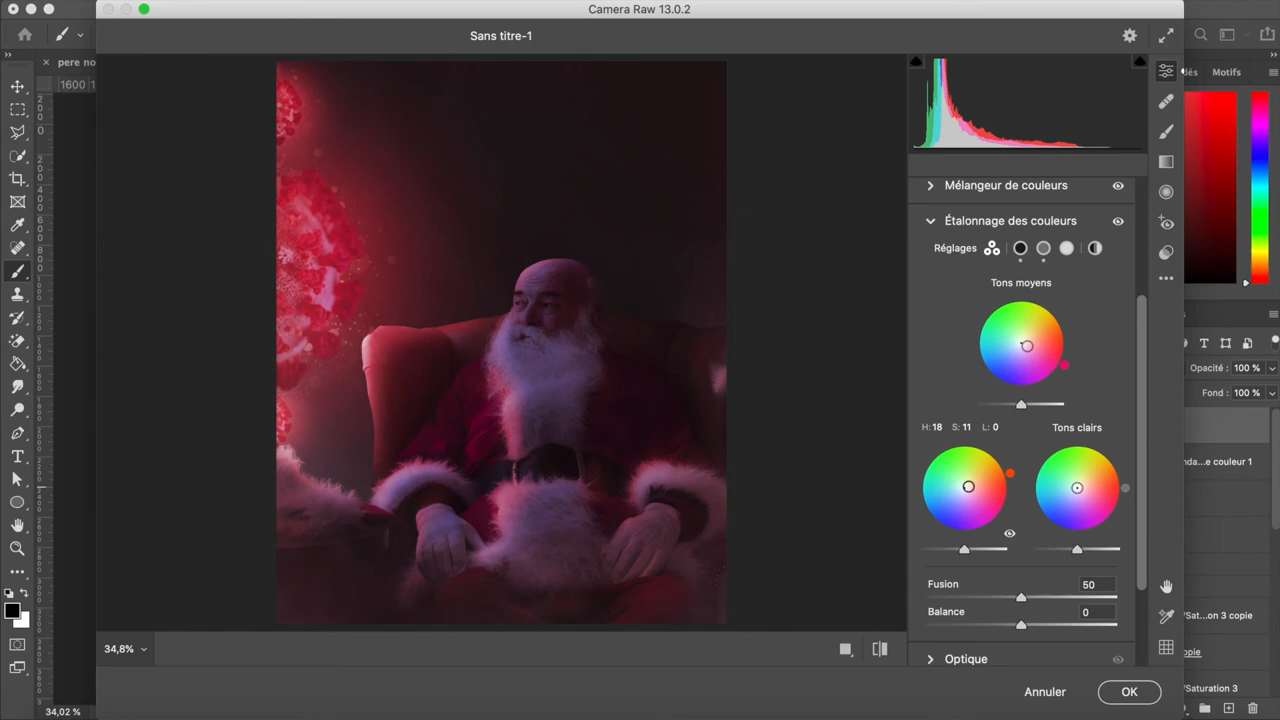 Camera Raw 13.0.2
Sans titre-1
pere no
1600
Motifs
Mélangeur de couleurs
Étalonnage des couleurs
Réglages
Tons moyens
H: 18 S: 11 L: 0
Tons clairs
Fusion 50
Balance 0
Optique
Opacité : 100 %
Fond : 100 %
nda...e couleur 1
/Sat...on 3 copie
opie
/Saturation 3
34,8%
Annuler
OK
34,02 %